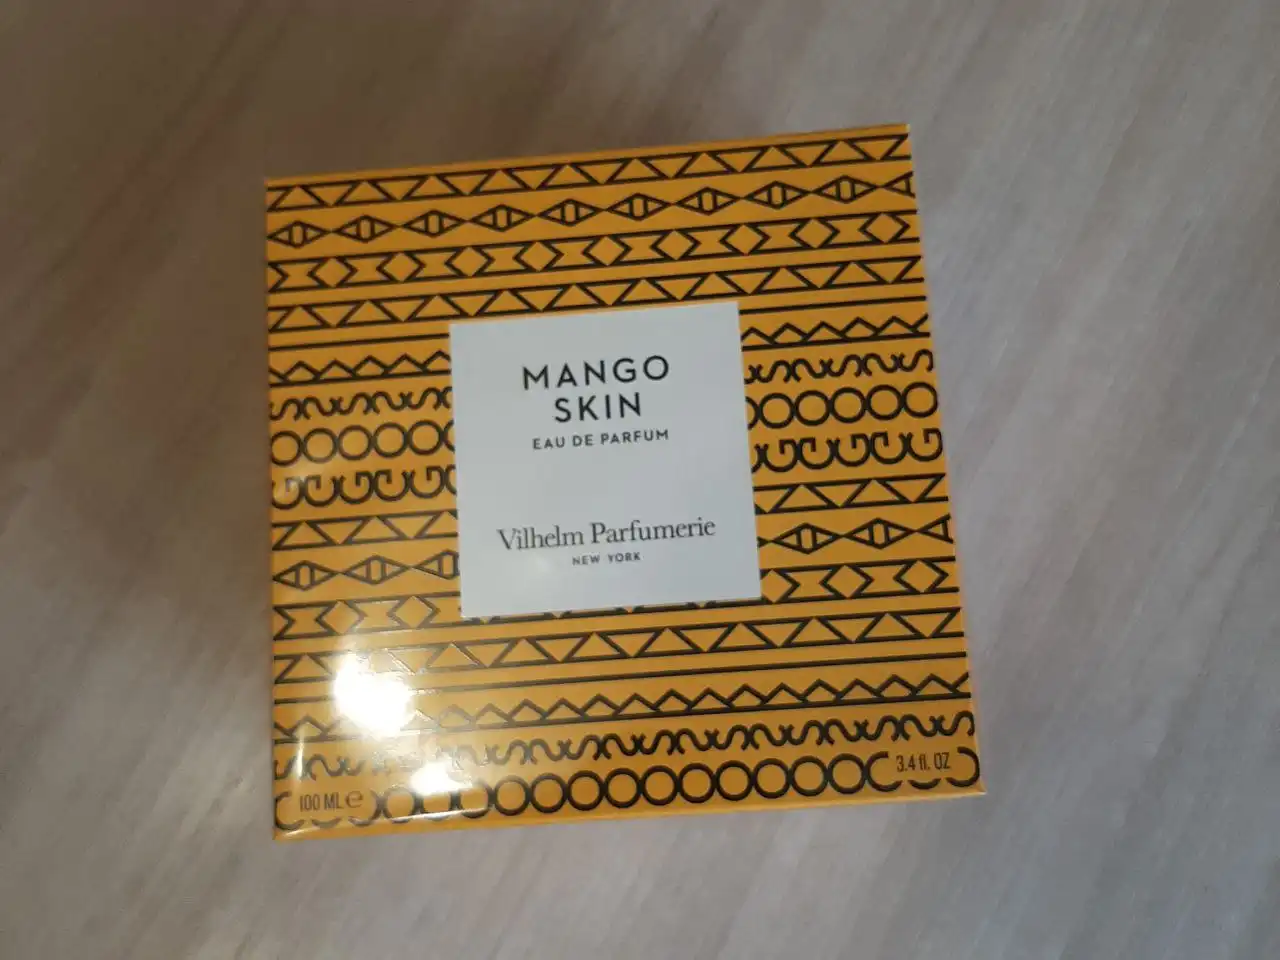 MANGO
SKIN
EAU DE PARFUM
Vilhelm Parfumerie
NEW YORK
100 ML ℮
3.4 fl. OZ